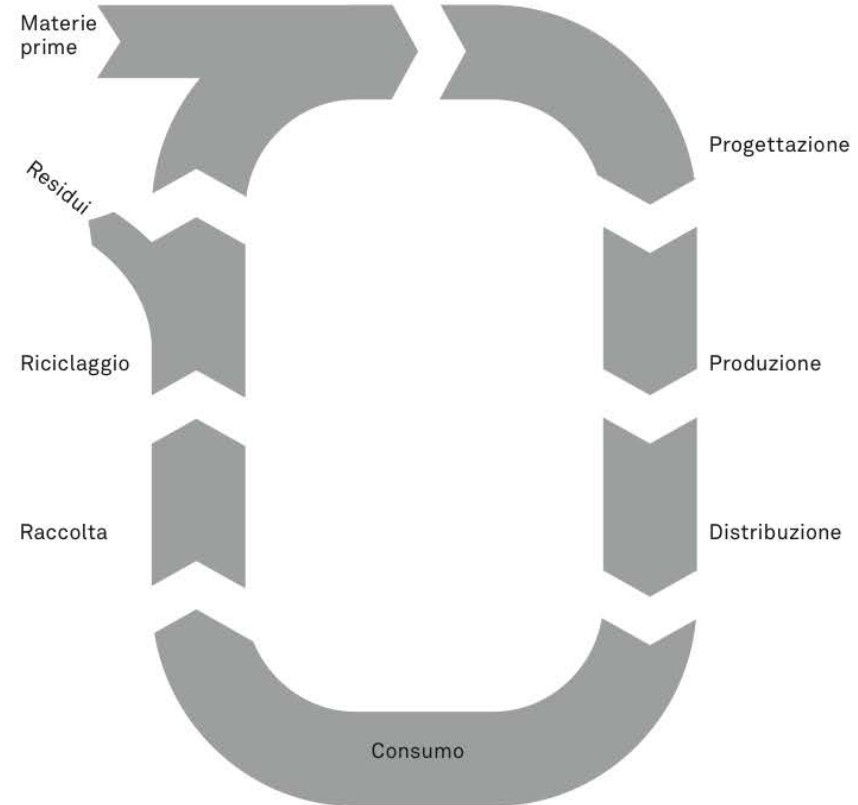 Materie
prime
Progettazione
Residui
Riciclaggio
Produzione
Raccolta
Distribuzione
Consumo